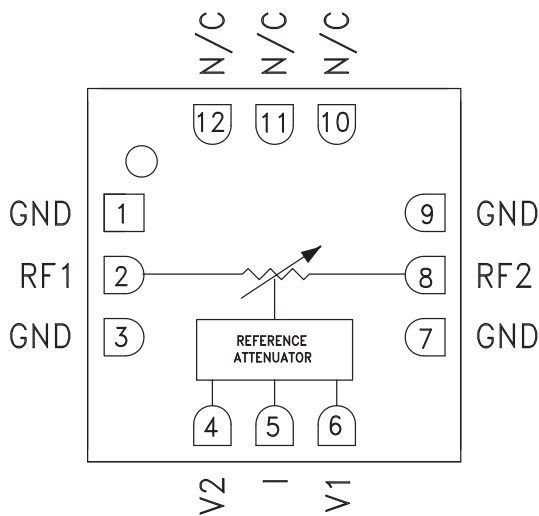 N/C N/C N/C
12 11 10
GND 1 9 GND
RF1 2 8 RF2
GND 3 7 GND
REFERENCE
ATTENUATOR
4 5 6
V2 I V1